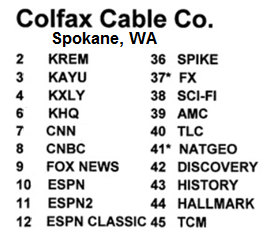 Colfax Cable Co.
Spokane, WA
2 KREM 36 SPIKE
3 KAYU 37* FX
4 KXLY 38 SCI-FI
6 KHQ 39 AMC
7 CNN 40 TLC
8 CNBC 41* NATGEO
9 FOX NEWS 42 DISCOVERY
10 ESPN 43 HISTORY
11 ESPN2 44 HALLMARK
12 ESPN CLASSIC 45 TCM